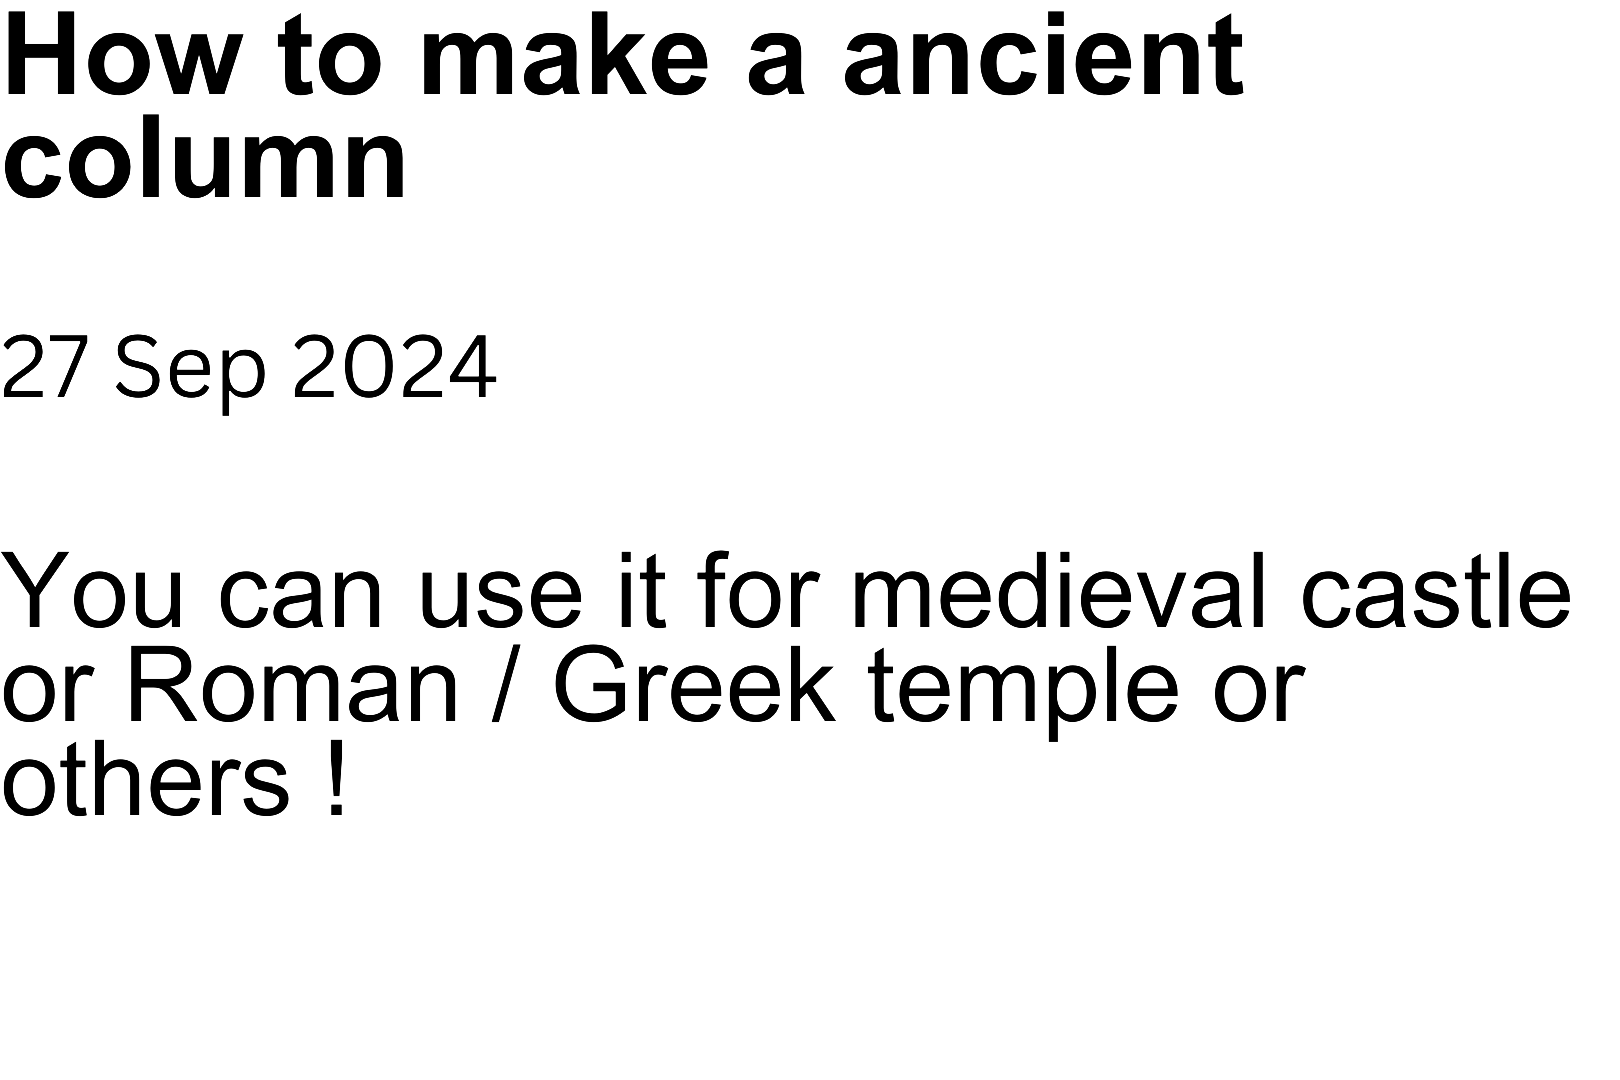 How to make a ancient
column
27 Sep 2024
You can use it for medieval castle
or Roman / Greek temple or
others !